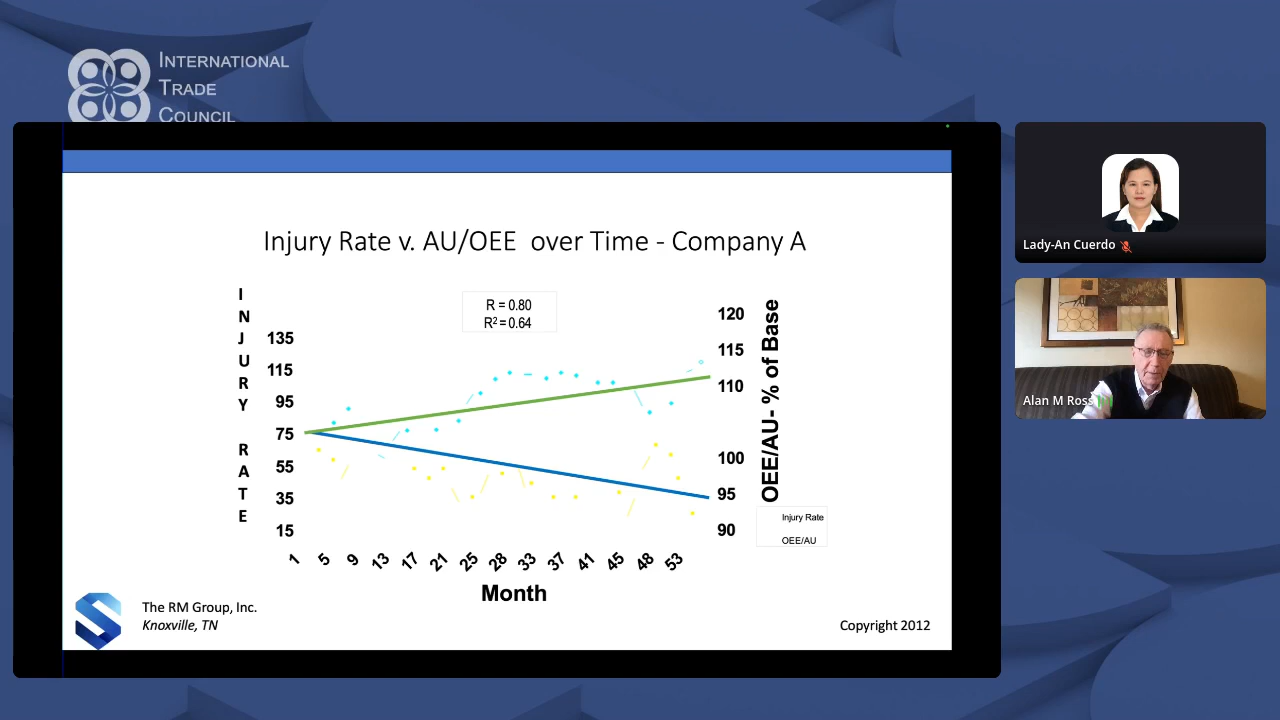 INTERNATIONAL
TRADE
COUNCIL
Injury Rate v. AU/OEE over Time - Company A
INJURY RATE
R = 0.80
R² = 0.64
135
115
95
75
55
35
15
120
115
110
100
95
90
OEE/AU- % of Base
Injury Rate
OEE/AU
1 5 9 13 17 21 25 28 33 37 41 45 48 53
Month
The RM Group, Inc.
Knoxville, TN
Copyright 2012
Lady-An Cuerdo
Alan M Ross